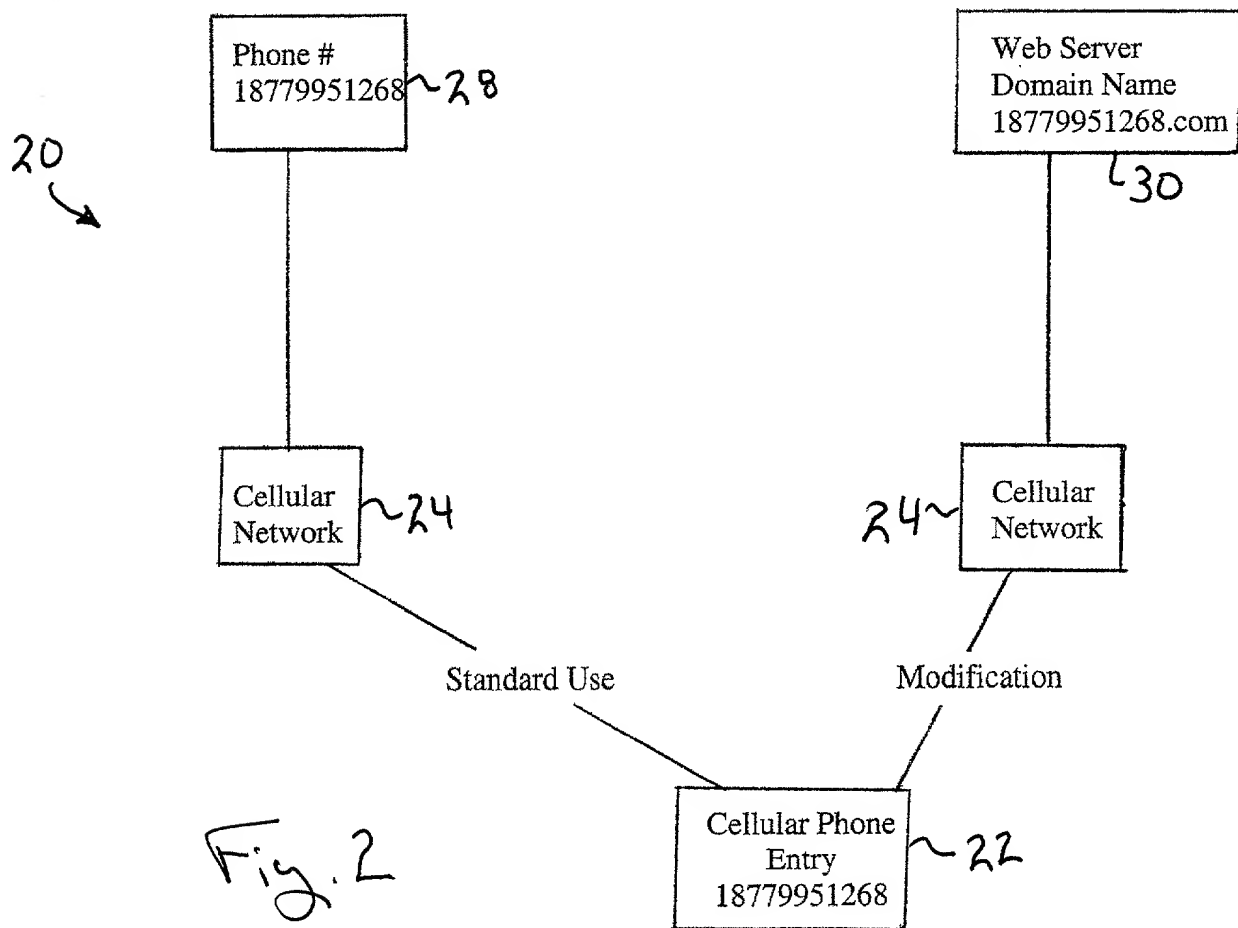 Phone #
18779951268
28
Web Server
Domain Name
18779951268.com
30
20
Cellular
Network
24
24
Cellular
Network
Standard Use
Modification
Cellular Phone
Entry
18779951268
22
Fig. 2